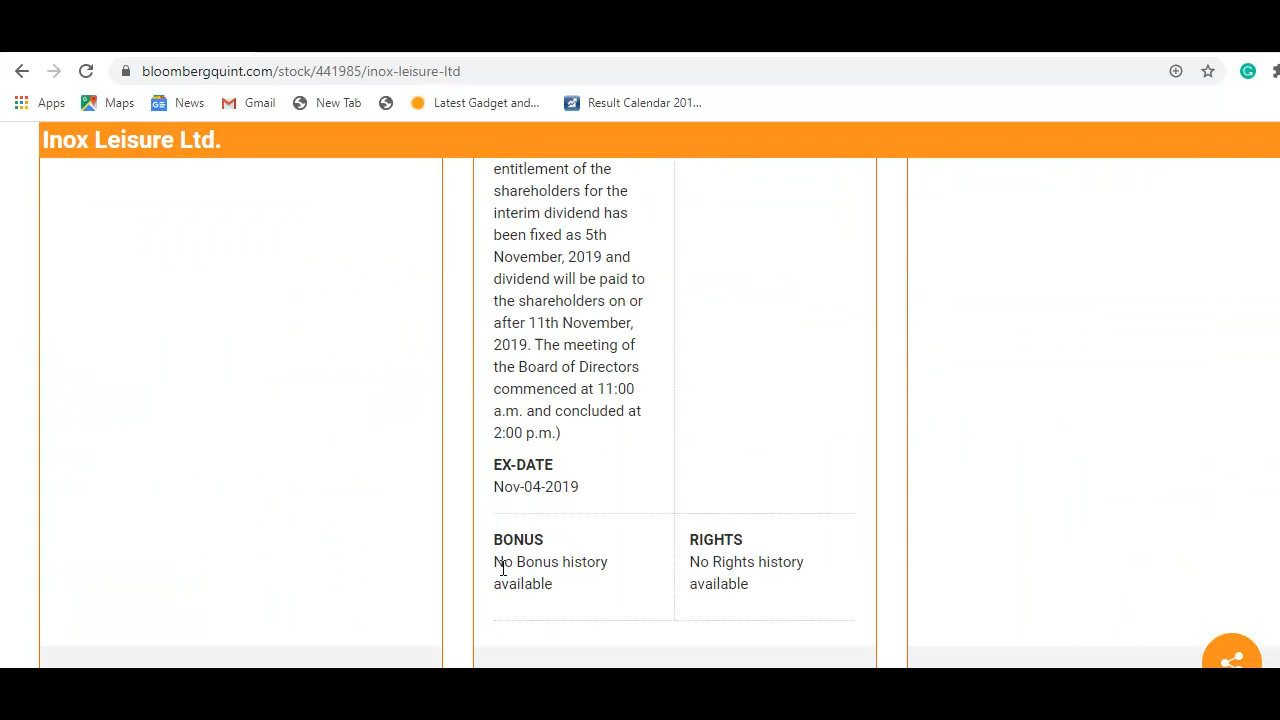 bloombergquint.com/stock/441985/inox-leisure-ltd
Apps Maps News Gmail New Tab Latest Gadget and... Result Calendar 201...
Inox Leisure Ltd.
entitlement of the
shareholders for the
interim dividend has
been fixed as 5th
November, 2019 and
dividend will be paid to
the shareholders on or
after 11th November,
2019. The meeting of
the Board of Directors
commenced at 11:00
a.m. and concluded at
2:00 p.m.)
EX-DATE
Nov-04-2019
BONUS
No Bonus history
available
RIGHTS
No Rights history
available